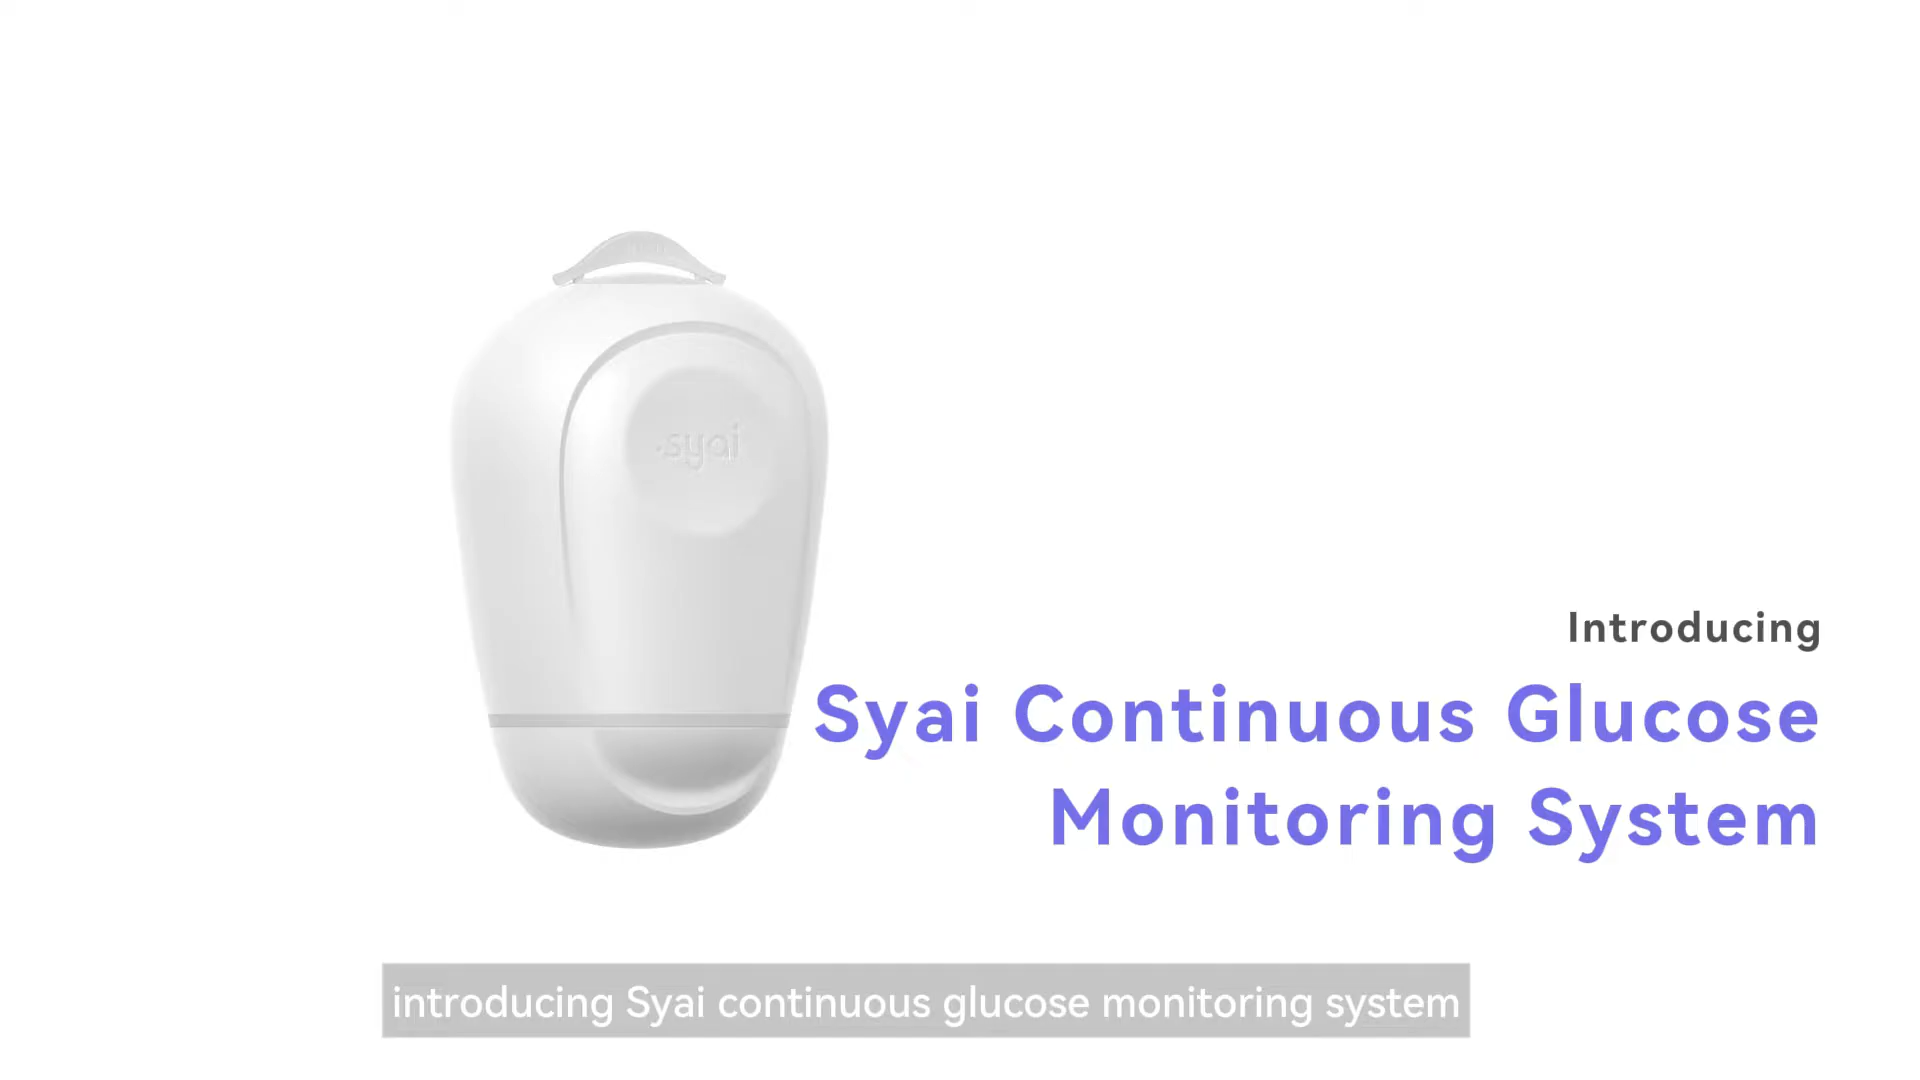 syai
Introducing
Syai Continuous Glucose
Monitoring System
introducing Syai continuous glucose monitoring system